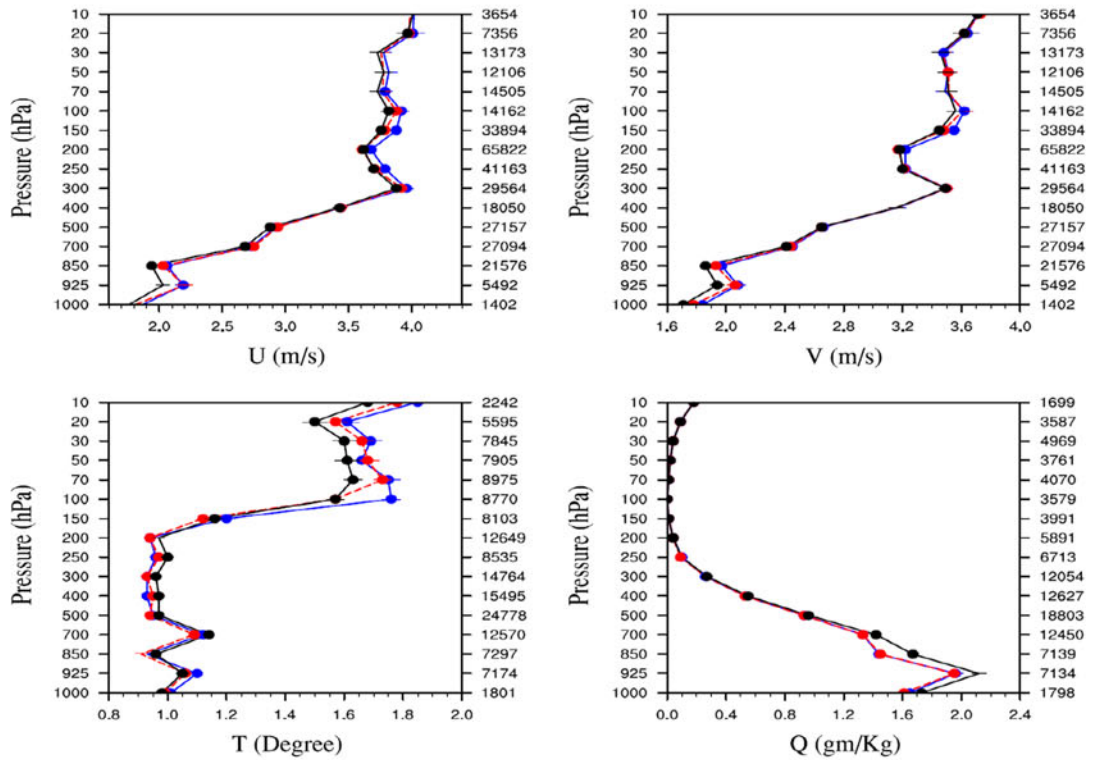 10 3654 10 3654
20 7356 20 7356
30 13173 30 13173
50 12106 50 12106
70 14505 70 14505
100 14162 100 14162
150 33894 150 33894
200 65822 200 65822
250 41163 250 41163
300 29564 300 29564
400 18050 400 18050
500 27157 500 27157
700 27094 700 27094
850 21576 850 21576
925 5492 925 5492
1000 1402 1000 1402
Pressure (hPa) Pressure (hPa)
2.0 2.5 3.0 3.5 4.0 1.6 2.0 2.4 2.8 3.2 3.6 4.0
U (m/s) V (m/s)
10 2242 10 1699
20 5595 20 3587
30 7845 30 4969
50 7905 50 3761
70 8975 70 4070
100 8770 100 3579
150 8103 150 3991
200 12649 200 5891
250 8535 250 6713
300 14764 300 12054
400 15495 400 12627
500 24778 500 18803
700 12570 700 12450
850 7297 850 7139
925 7174 925 7134
1000 1801 1000 1798
Pressure (hPa) Pressure (hPa)
0.8 1.0 1.2 1.4 1.6 1.8 2.0 0.0 0.4 0.8 1.2 1.6 2.0 2.4
T (Degree) Q (gm/Kg)